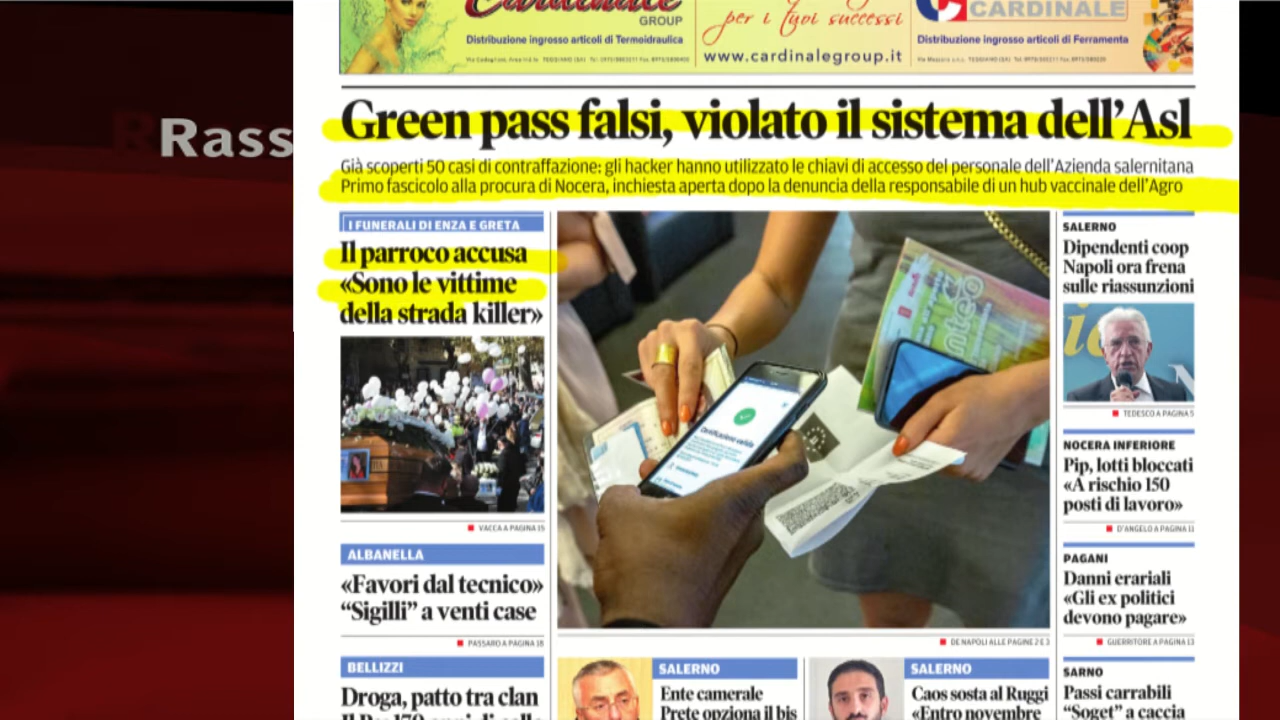 Cardinale
GROUP
Distribuzione ingrosso articoli di Termoidraulica
per i tuoi successi
www.cardinalegroup.it
CARDINALE
Distribuzione ingrosso articoli di Ferramenta
Rass
Green pass falsi, violato il sistema dell'Asl
Già scoperti 50 casi di contraffazione: gli hacker hanno utilizzato le chiavi di accesso del personale dell'Azienda salernitana
Primo fascicolo alla procura di Nocera, inchiesta aperta dopo la denuncia della responsabile di un hub vaccinale dell'Agro
I FUNERALI DI ENZA E GRETA
Il parroco accusa
«Sono le vittime
della strada killer»
VACCA A PAGINA 15
ALBANELLA
«Favori dal tecnico»
“Sigilli” a venti case
PASSARO A PAGINA 18
BELLIZZI
Droga, patto tra clan
Certificazione valida
DE NAPOLI ALLE PAGINE 2 E 3
SALERNO
Ente camerale
Prete opziona il bis
SALERNO
Caos sosta al Ruggi
«Entro novembre
SALERNO
Dipendenti coop
Napoli ora frena
sulle riassunzioni
TEDESCO A PAGINA 5
NOCERA INFERIORE
Pip, lotti bloccati
«A rischio 150
posti di lavoro»
D'ANGELO A PAGINA 11
PAGANI
Danni erariali
«Gli ex politici
devono pagare»
GUERRITORE A PAGINA 13
SARNO
Passi carrabili
“Soget” a caccia